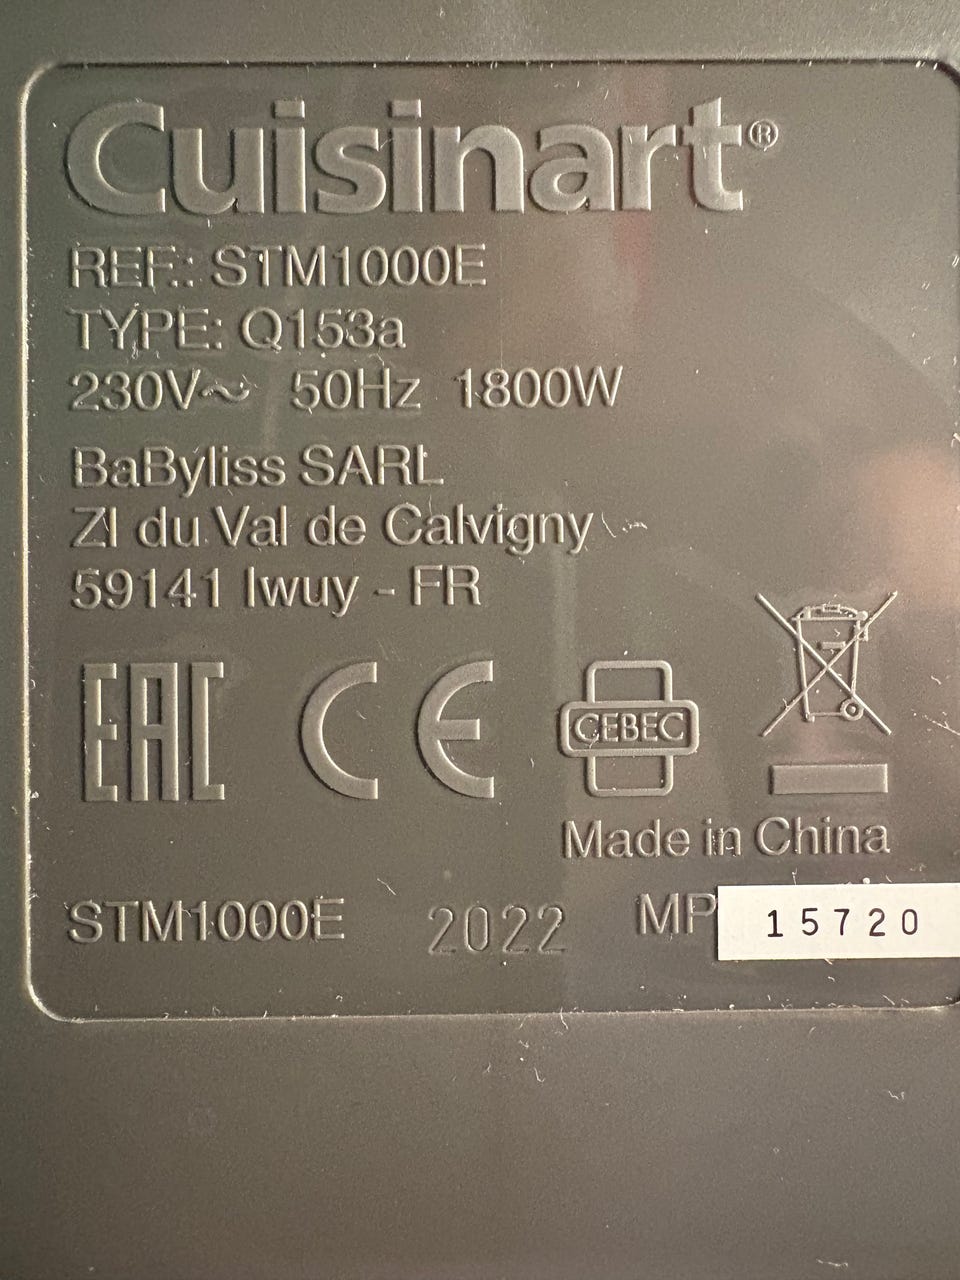 Cuisinart®
REF.: STM1000E
TYPE: Q153a
230V~ 50Hz 1800W
BaByliss SARL
ZI du Val de Calvigny
59141 Iwuy - FR
EAC CE CEBEC
Made in China
STM1000E 2022 MP 15720